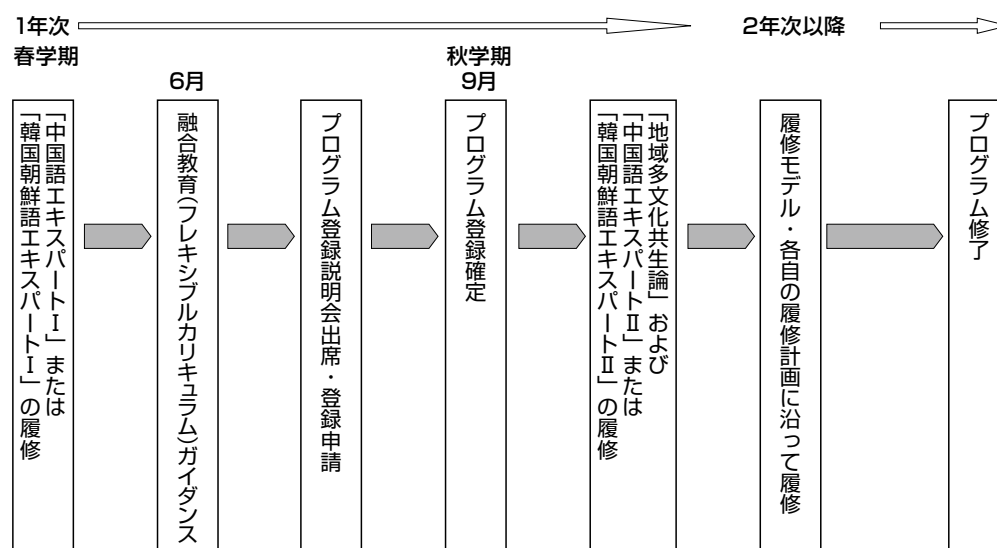 1年次
2年次以降
春学期
秋学期
6月
9月
「中国語エキスパートⅠ」または
「韓国朝鮮語エキスパートⅠ」の履修
融合教育(フレキシブルカリキュラム)ガイダンス
プログラム登録説明会出席・登録申請
プログラム登録確定
「地域多文化共生論」および
「中国語エキスパートⅡ」または
「韓国朝鮮語エキスパートⅡ」の履修
履修モデル・各自の履修計画に沿って履修
プログラム修了